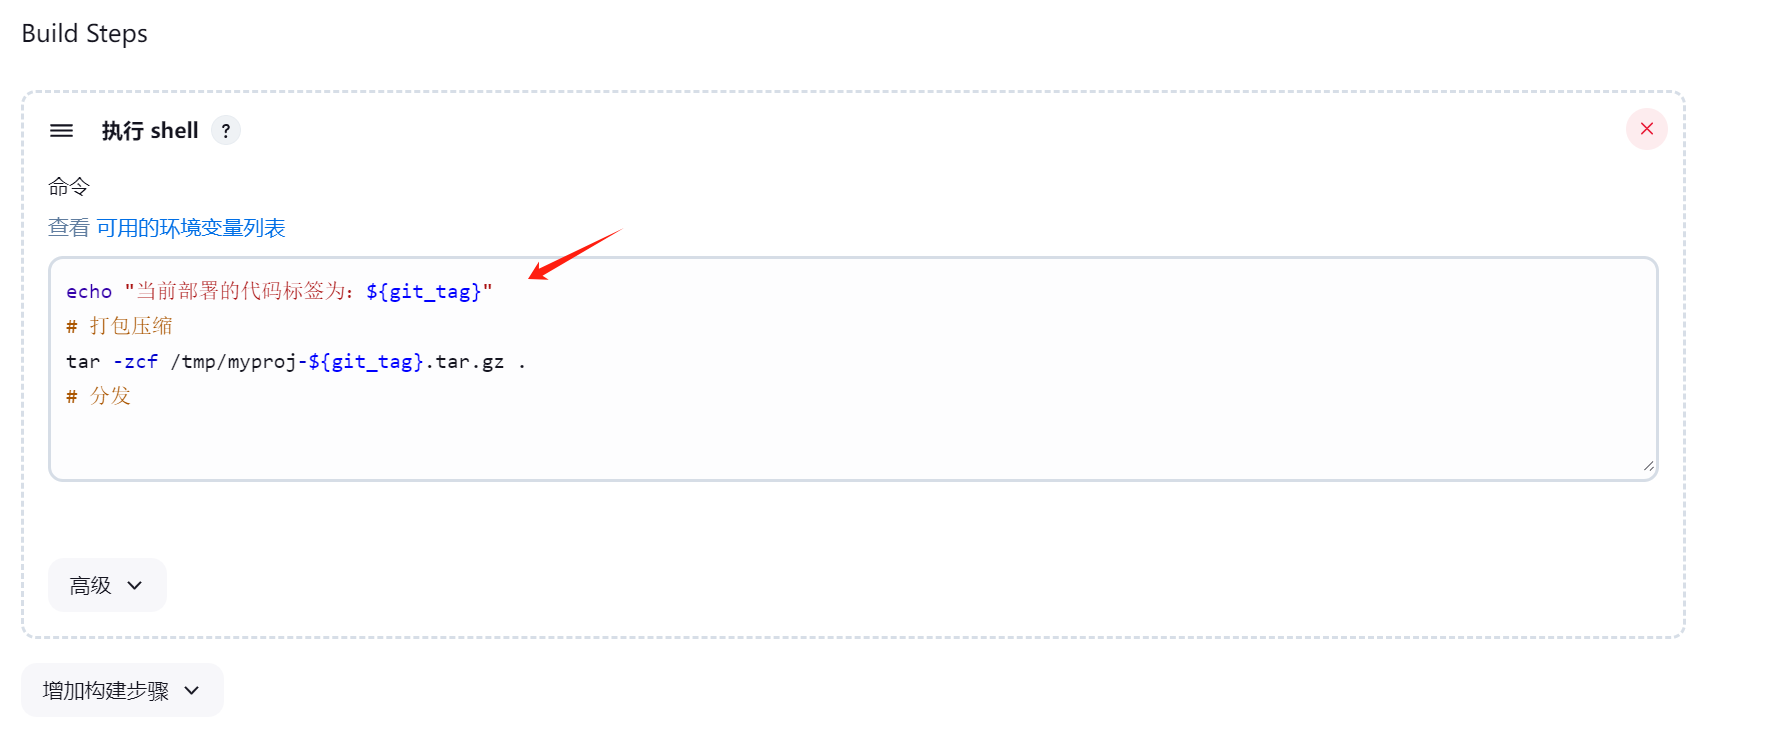 Build Steps
执行 shell ?
命令
查看 可用的环境变量列表
echo "当前部署的代码标签为：${git_tag}"
# 打包压缩
tar -zcf /tmp/myproj-${git_tag}.tar.gz .
# 分发
高级
增加构建步骤